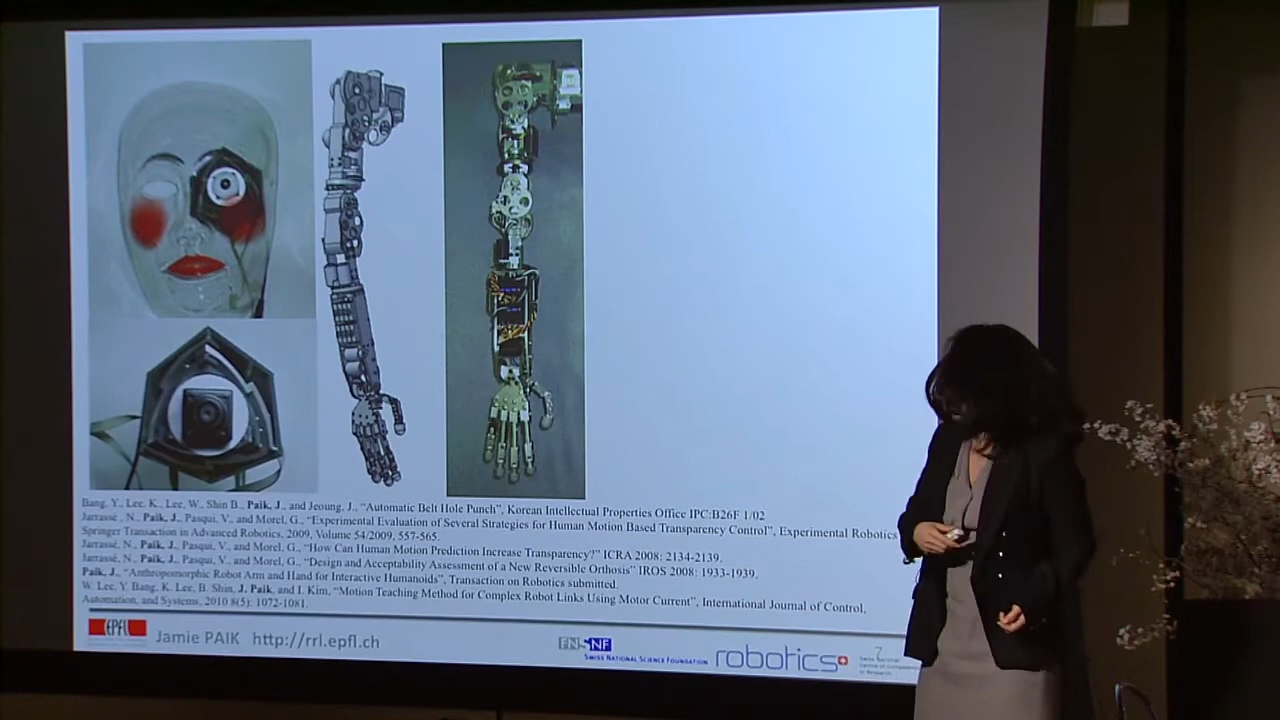 Bang, Y., Lee, K., Lee, W., Shin B., Paik, J., and Jeoung, J., "Automatic Belt Hole Punch", Korean Intellectual Properties Office IPC:B26F 1/02
Jarrassé , N., Paik, J., Pasqui, V., and Morel, G., "Experimental Evaluation of Several Strategies for Human Motion Based Transparency Control", Experimental Robotics
Springer Transaction in Advanced Robotics, 2009, Volume 54/2009, 557-565.
Jarrassé, N., Paik, J., Pasqui, V., and Morel, G., "How Can Human Motion Prediction Increase Transparency?" ICRA 2008: 2134-2139.
Jarrassé, N., Paik, J., Pasqui, V., and Morel, G., "Design and Acceptability Assessment of a New Reversible Orthosis" IROS 2008: 1933-1939.
Paik, J., "Anthropomorphic Robot Arm and Hand for Interactive Humanoids", Transaction on Robotics submitted.
W. Lee, Y. Bang, K. Lee, B. Shin, J. Paik, and I. Kim, "Motion Teaching Method for Complex Robot Links Using Motor Current", International Journal of Control,
Automation, and Systems, 2010 8(5): 1072-1081.
EPFL
Jamie PAIK http://rrl.epfl.ch
FNSNF
SWISS NATIONAL SCIENCE FOUNDATION
robotics
Swiss National
Centre of Competence
in Research